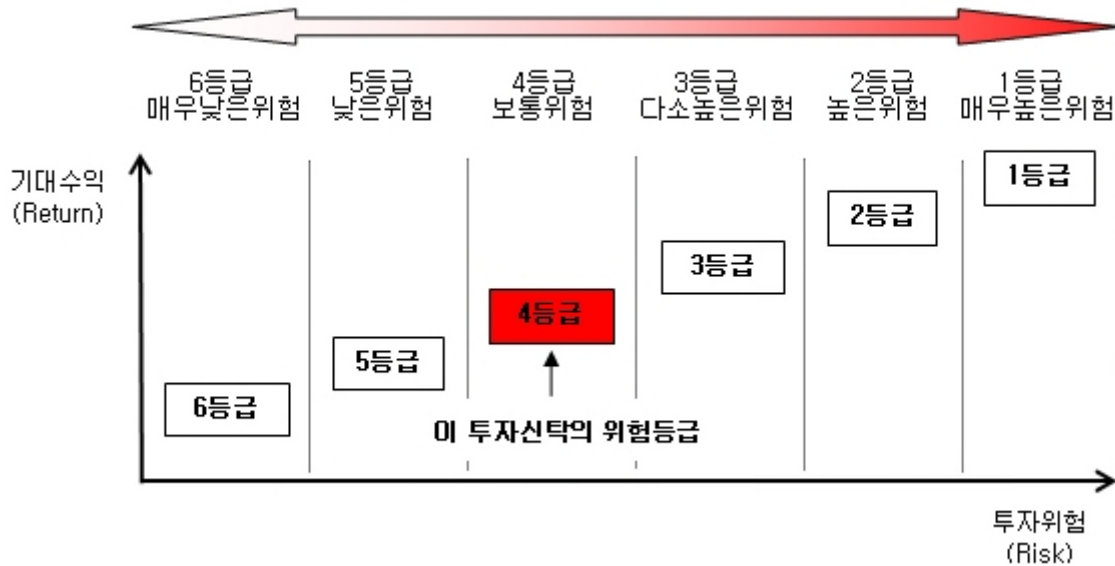 6등급
매우낮은위험
5등급
낮은위험
4등급
보통위험
3등급
다소높은위험
2등급
높은위험
1등급
매우높은위험
기대수익
(Return)
1등급
2등급
3등급
4등급
5등급
6등급
이 투자신탁의 위험등급
투자위험
(Risk)